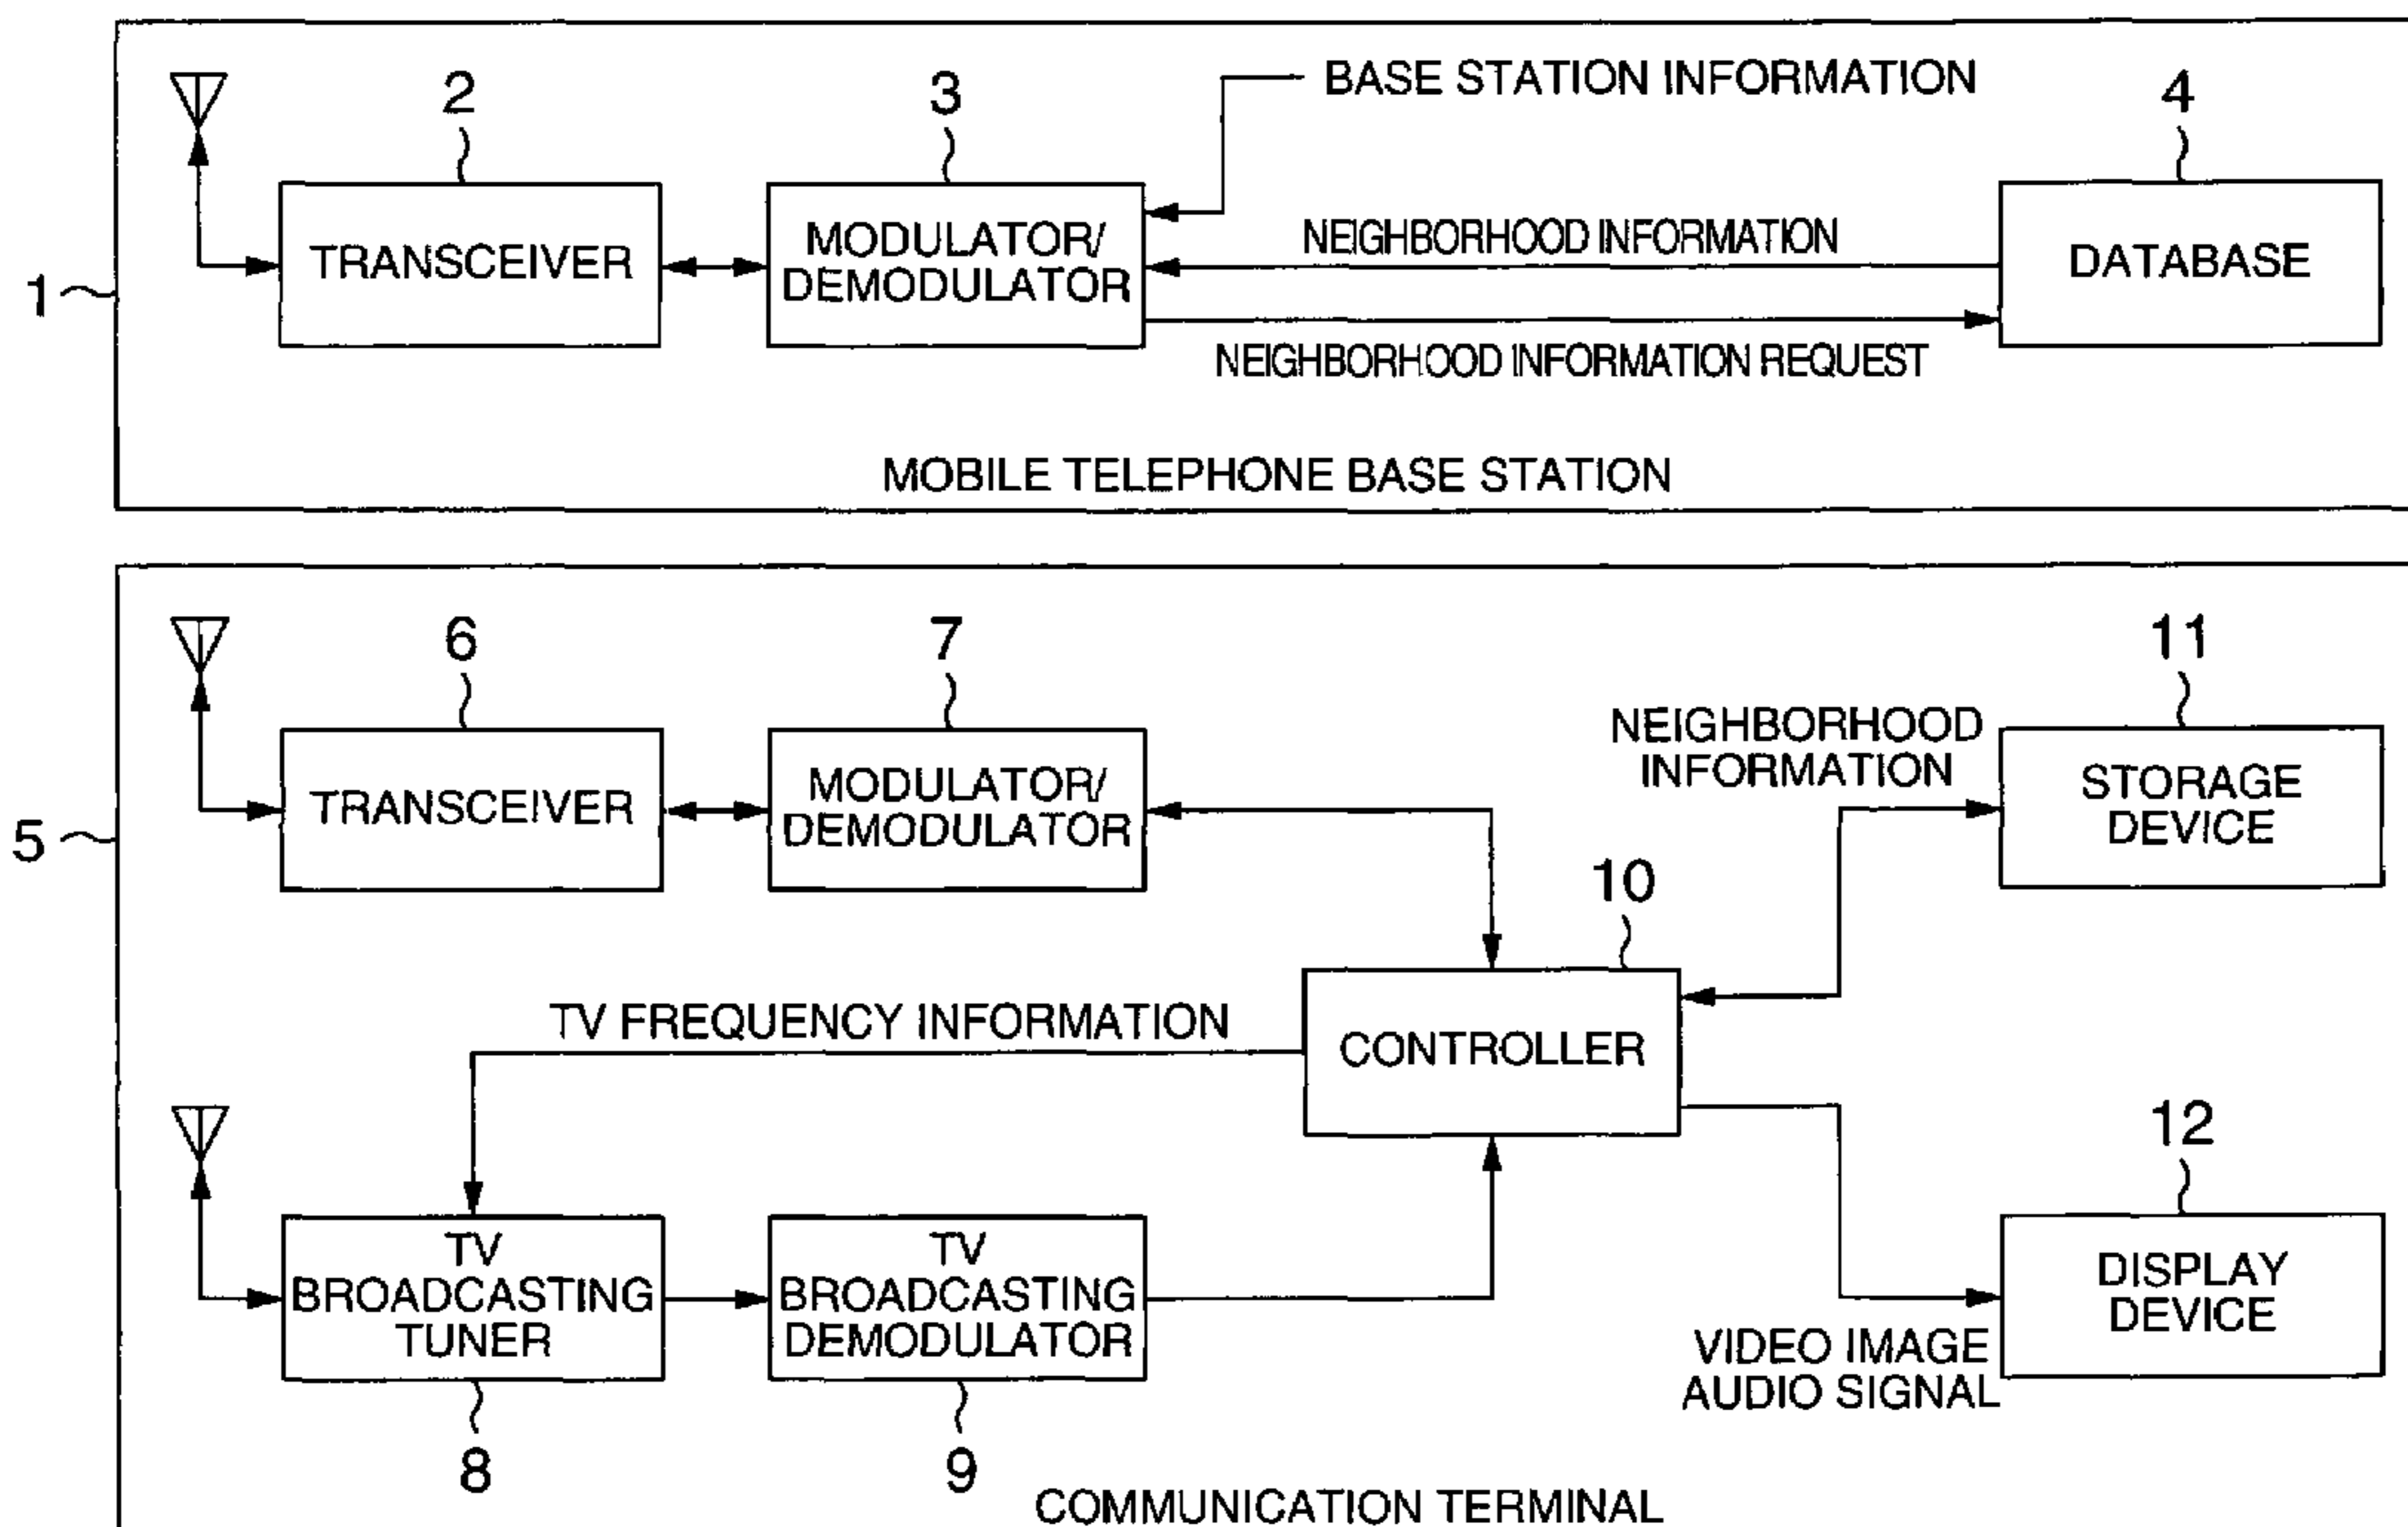 BASE STATION INFORMATION
2
3
4
TRANSCEIVER
MODULATOR/
DEMODULATOR
NEIGHBORHOOD INFORMATION
DATABASE
1
NEIGHBORHOOD INFORMATION REQUEST
MOBILE TELEPHONE BASE STATION
6
7
11
TRANSCEIVER
MODULATOR/
DEMODULATOR
NEIGHBORHOOD
INFORMATION
STORAGE
DEVICE
5
10
TV FREQUENCY INFORMATION
CONTROLLER
12
TV
BROADCASTING
TUNER
TV
BROADCASTING
DEMODULATOR
DISPLAY
DEVICE
VIDEO IMAGE
AUDIO SIGNAL
8
9
COMMUNICATION TERMINAL